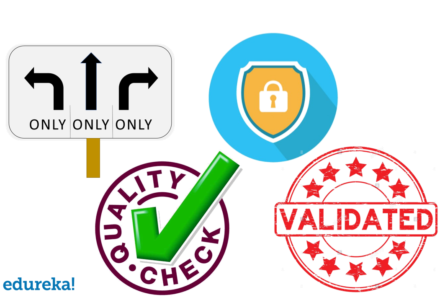 ONLY ONLY ONLY
QUALITY
CHECK
VALIDATED
edureka!